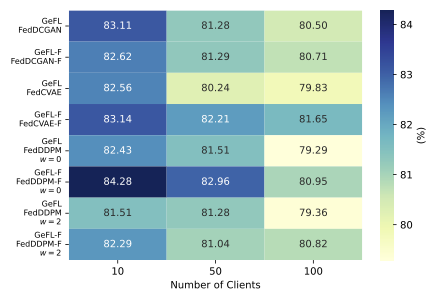 GeFL
FedDCGAN
83.11 81.28 80.50
GeFL-F
FedDCGAN-F
82.62 81.29 80.71
GeFL
FedCVAE
82.56 80.24 79.83
GeFL-F
FedCVAE-F
83.14 82.21 81.65
GeFL
FedDDPM
w = 0
82.43 81.51 79.29
GeFL-F
FedDDPM-F
w = 0
84.28 82.96 80.95
GeFL
FedDDPM
w = 2
81.51 81.28 79.36
GeFL-F
FedDDPM-F
w = 2
82.29 81.04 80.82
10 50 100
Number of Clients
84
83
82
81
80
(%)